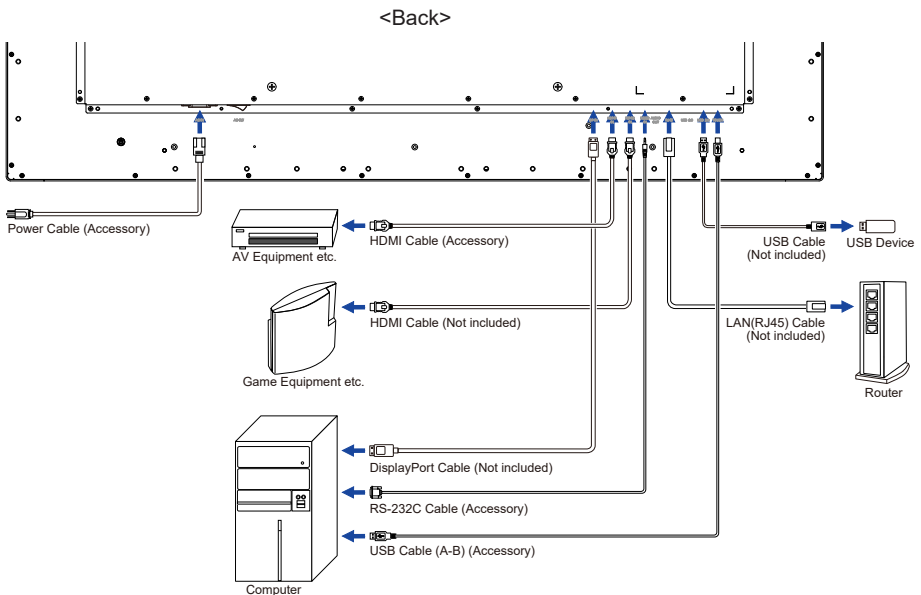 <Back>
Power Cable (Accessory)
AV Equipment etc.
HDMI Cable (Accessory)
USB Cable
(Not included)
USB Device
HDMI Cable (Not included)
LAN(RJ45) Cable
(Not included)
Game Equipment etc.
Router
DisplayPort Cable (Not included)
RS-232C Cable (Accessory)
USB Cable (A-B) (Accessory)
Computer